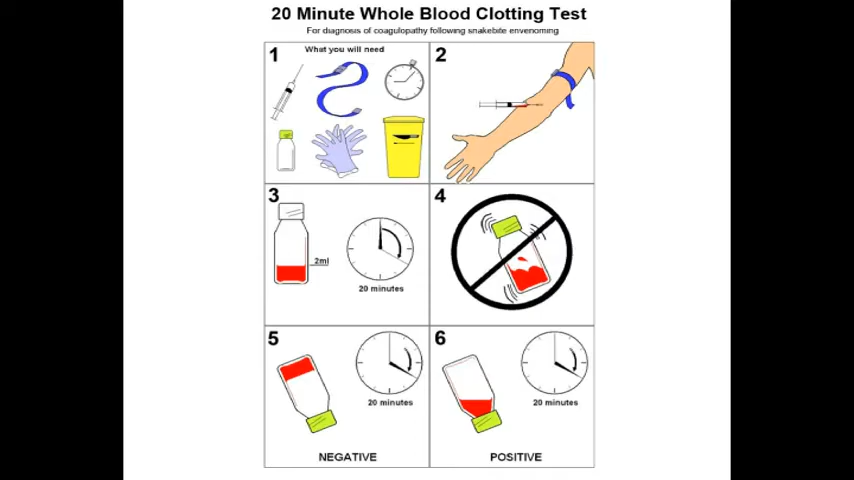 20 Minute Whole Blood Clotting Test
For diagnosis of coagulopathy following snakebite envenoming
1
What you will need
2
3
2ml
20 minutes
4
5
20 minutes
NEGATIVE
6
20 minutes
POSITIVE